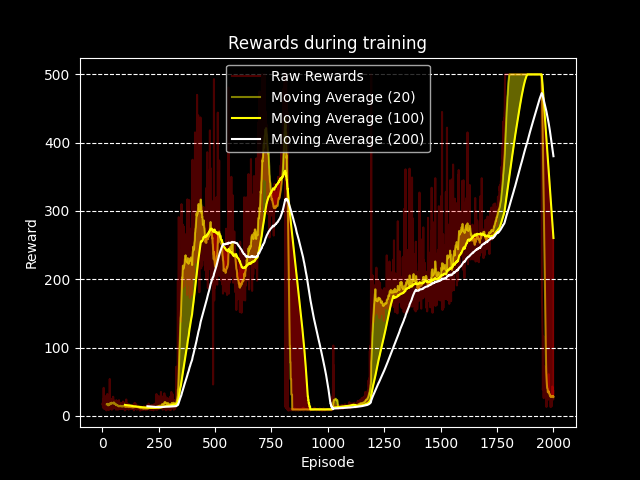 Rewards during training
Raw Rewards
Moving Average (20)
Moving Average (100)
Moving Average (200)
500
400
300
200
100
0
Reward
0 250 500 750 1000 1250 1500 1750 2000
Episode